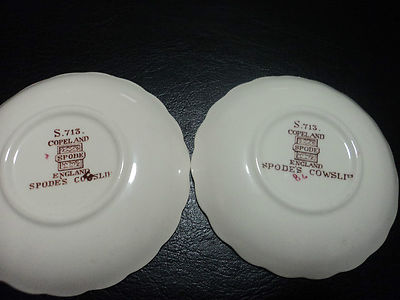 S.713.
COPELAND
SPODE
ENGLAND
SPODE'S COWSLIP
S.713.
COPELAND
SPODE
ENGLAND
SPODE'S COWSLIP